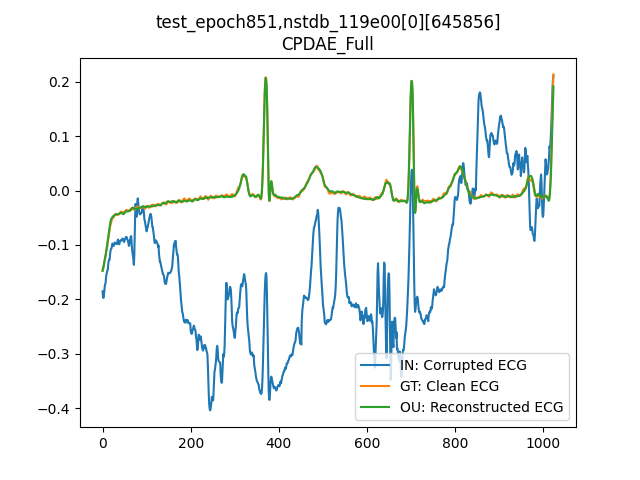 test_epoch851,nstdb_119e00[0][645856]
CPDAE_Full
0.2
0.1
0.0
−0.1
−0.2
−0.3
−0.4
0
200
400
600
800
1000
IN: Corrupted ECG
GT: Clean ECG
OU: Reconstructed ECG